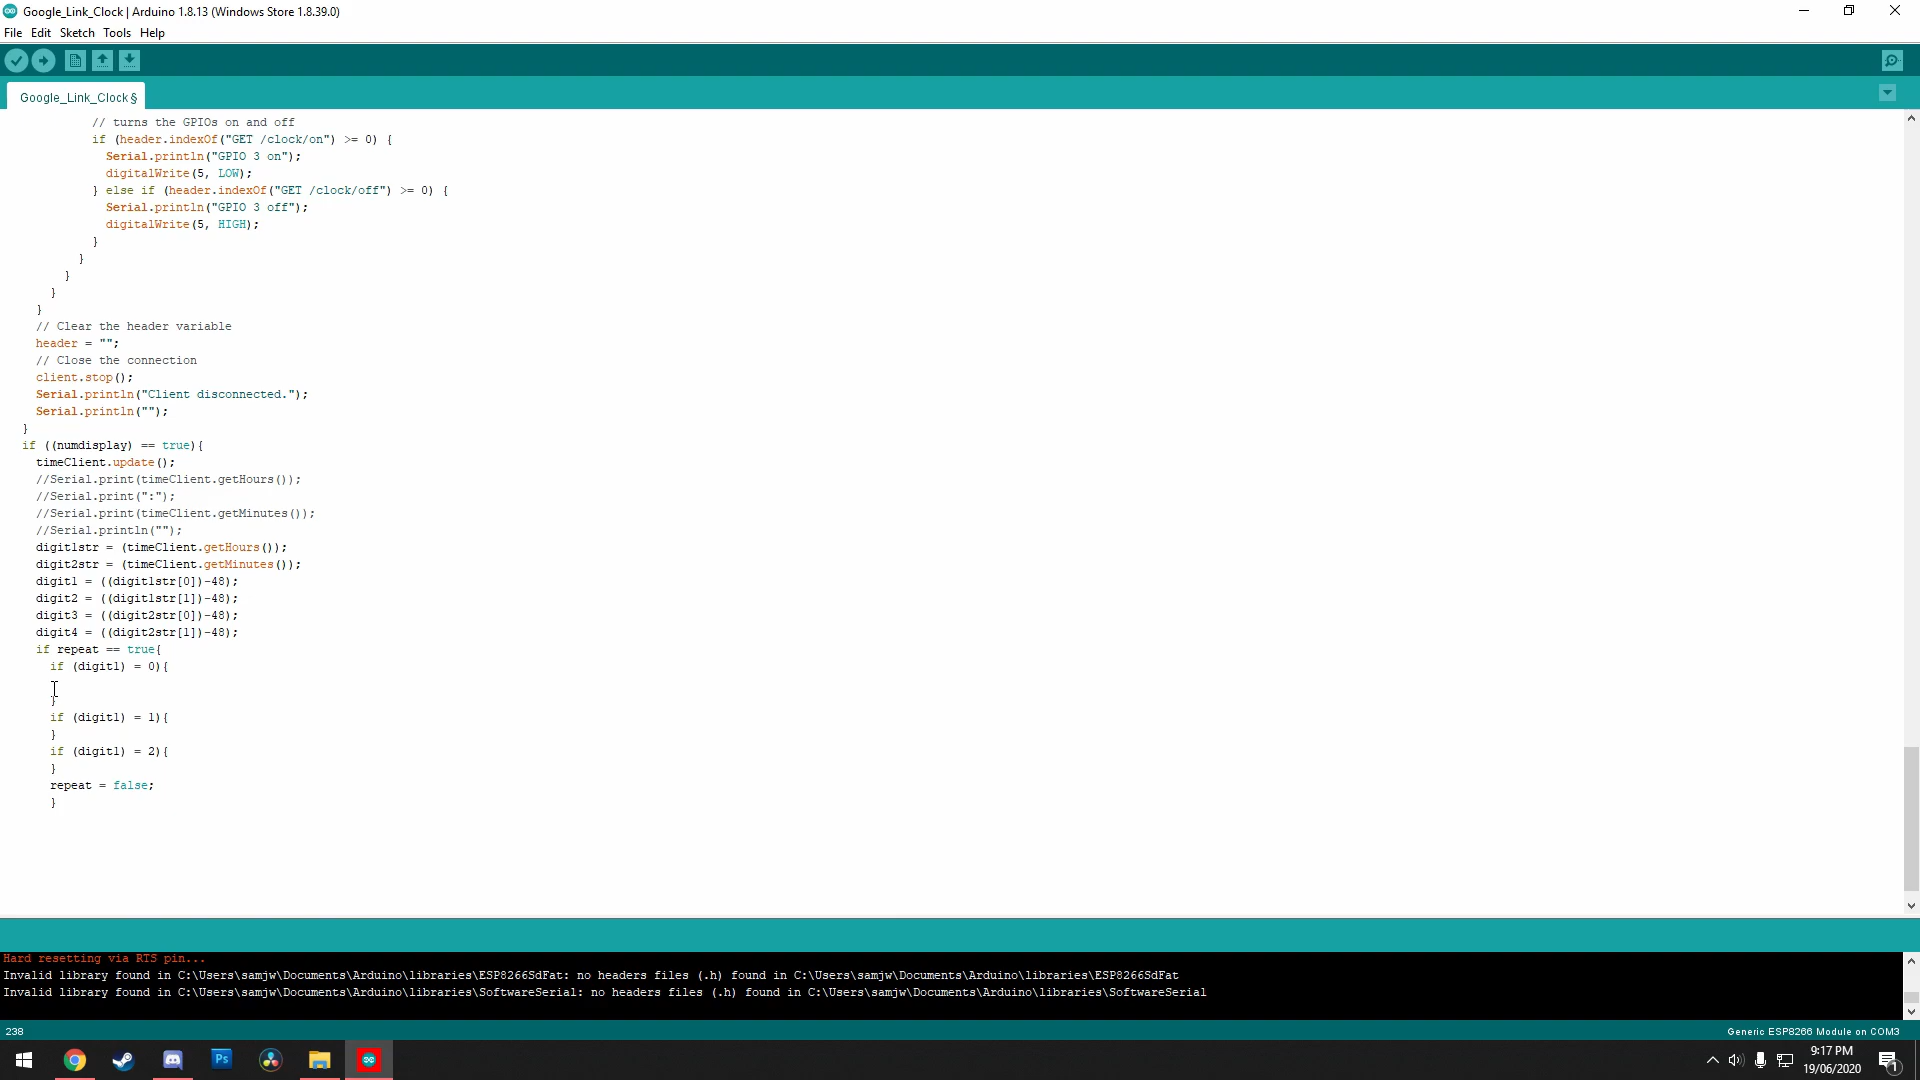 Google_Link_Clock | Arduino 1.8.13 (Windows Store 1.8.39.0)
File Edit Sketch Tools Help
Google_Link_Clock §
// turns the GPIOs on and off
if (header.indexOf("GET /clock/on") >= 0) {
Serial.println("GPIO 3 on");
digitalWrite(5, LOW);
} else if (header.indexOf("GET /clock/off") >= 0) {
Serial.println("GPIO 3 off");
digitalWrite(5, HIGH);
}
}
}
}
}
// Clear the header variable
header = "";
// Close the connection
client.stop();
Serial.println("Client disconnected.");
Serial.println("");
}
if ((numdisplay) == true){
timeClient.update();
//Serial.print(timeClient.getHours());
//Serial.print(":");
//Serial.print(timeClient.getMinutes());
//Serial.println("");
digit1str = (timeClient.getHours());
digit2str = (timeClient.getMinutes());
digit1 = ((digit1str[0])-48);
digit2 = ((digit1str[1])-48);
digit3 = ((digit2str[0])-48);
digit4 = ((digit2str[1])-48);
if repeat == true{
if (digit1) = 0){
}
if (digit1) = 1){
}
if (digit1) = 2){
}
repeat = false;
}
Hard resetting via RTS pin...
Invalid library found in C:\Users\samjw\Documents\Arduino\libraries\ESP8266SdFat: no headers files (.h) found in C:\Users\samjw\Documents\Arduino\libraries\ESP8266SdFat
Invalid library found in C:\Users\samjw\Documents\Arduino\libraries\SoftwareSerial: no headers files (.h) found in C:\Users\samjw\Documents\Arduino\libraries\SoftwareSerial
238
Generic ESP8266 Module on COM3
Ps
9:17 PM
19/06/2020
1